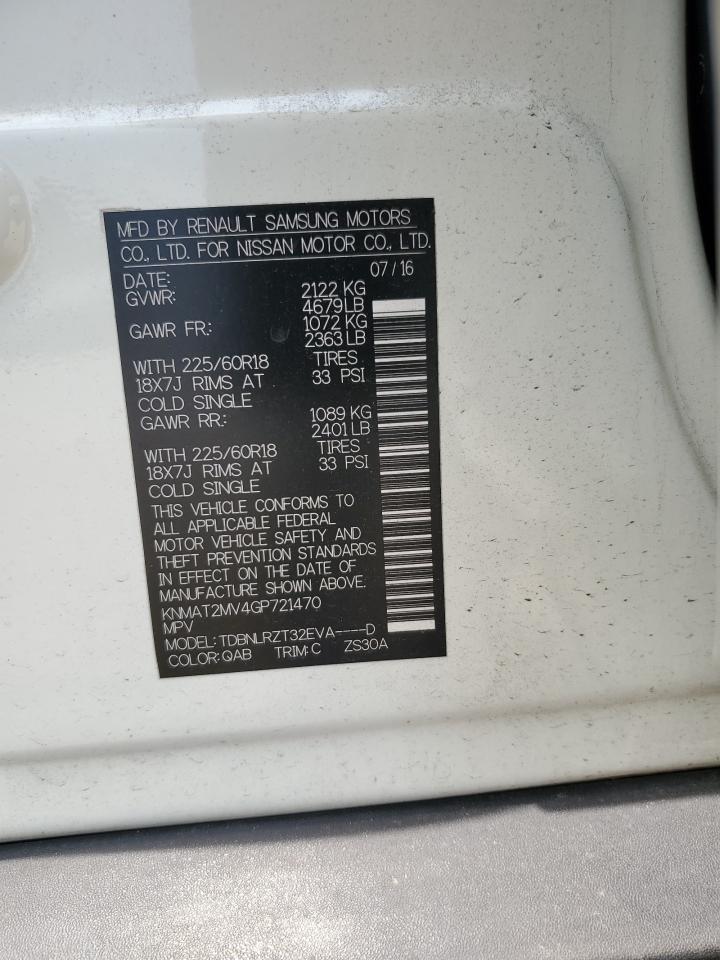 MFD BY RENAULT SAMSUNG MOTORS
CO., LTD. FOR NISSAN MOTOR CO., LTD.
DATE: 07/16
GVWR: 2122 KG
4679 LB
GAWR FR: 1072 KG
2363 LB
WITH 225/60R18 TIRES
18X7J RIMS AT 33 PSI
COLD SINGLE
GAWR RR: 1089 KG
2401 LB
WITH 225/60R18 TIRES
18X7J RIMS AT 33 PSI
COLD SINGLE
THIS VEHICLE CONFORMS TO
ALL APPLICABLE FEDERAL
MOTOR VEHICLE SAFETY AND
THEFT PREVENTION STANDARDS
IN EFFECT ON THE DATE OF
MANUFACTURE SHOWN ABOVE.
KNMAT2MV4GP721470
MPV
MODEL: TDBNLRZT32EVA----D
COLOR: QAB TRIM: C ZS30A